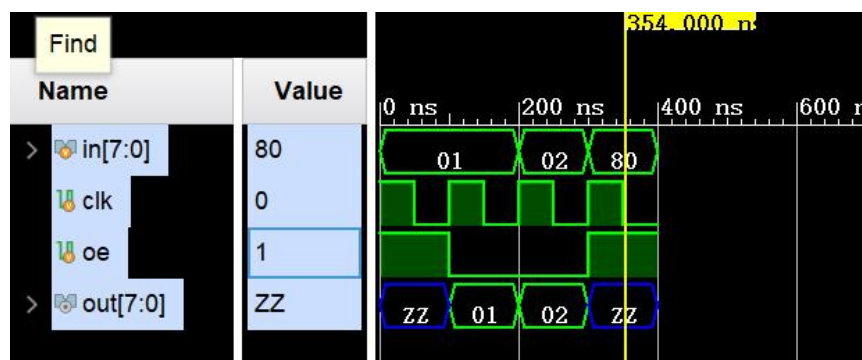 Find
354.000 n
Name
Value
0 ns
200 ns
400 ns
600 n
in[7:0]
80
01
02
80
clk
0
oe
1
out[7:0]
ZZ
ZZ
01
02
ZZ